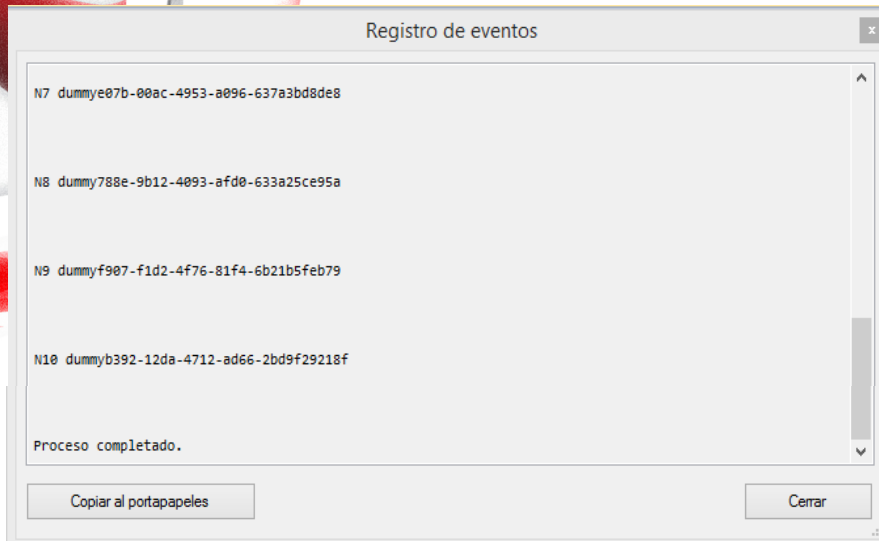 Registro de eventos
x
N7 dummye07b-00ac-4953-a096-637a3bd8de8
N8 dummy788e-9b12-4093-afd0-633a25ce95a
N9 dummyf907-f1d2-4f76-81f4-6b21b5feb79
N10 dummyb392-12da-4712-ad66-2bd9f29218f
Proceso completado.
Copiar al portapapeles
Cerrar